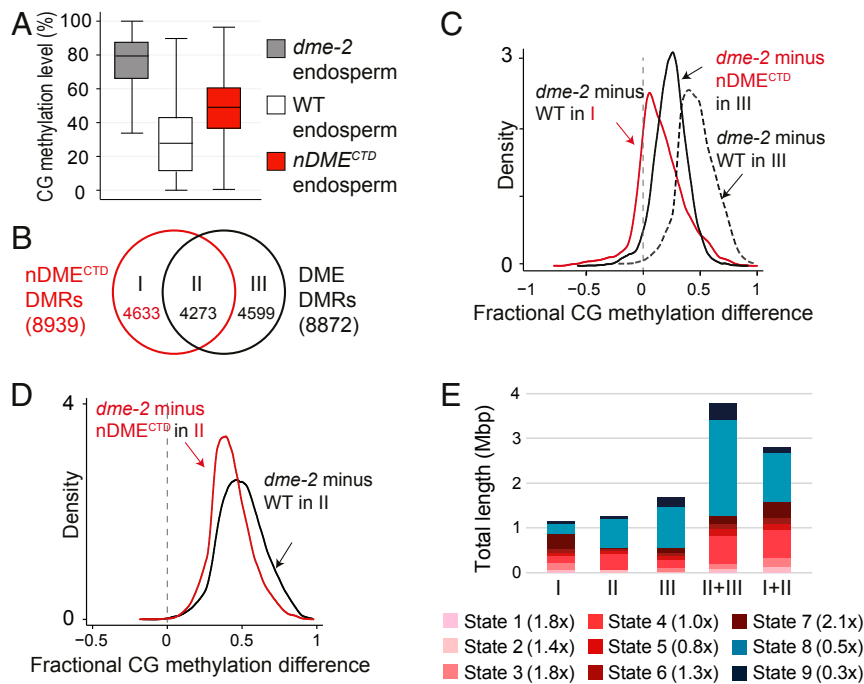 A
CG methylation level (%)
100
80
60
40
20
0
dme-2
endosperm
WT
endosperm
nDME^CTD
endosperm
B
nDME^CTD
DMRs
(8939)
I
II
III
4633
4273
4599
DME
DMRs
(8872)
C
3
Density
0
dme-2 minus
WT in I
dme-2 minus
nDME^CTD
in III
dme-2 minus
WT in III
−1
−0.5
0
0.5
1
Fractional CG methylation difference
D
4
Density
0
dme-2 minus
nDME^CTD in II
dme-2 minus
WT in II
−0.5
0
0.5
1
Fractional CG methylation difference
E
Total length (Mbp)
4
3
2
1
0
I
II
III
II+III
I+II
State 1 (1.8x)
State 4 (1.0x)
State 7 (2.1x)
State 2 (1.4x)
State 5 (0.8x)
State 8 (0.5x)
State 3 (1.8x)
State 6 (1.3x)
State 9 (0.3x)